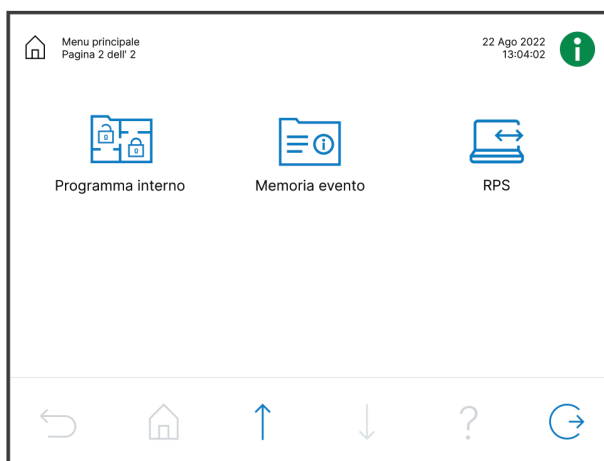 Menu principale
Pagina 2 dell' 2
22 Ago 2022
13:04:02
Programma interno
Memoria evento
RPS
?